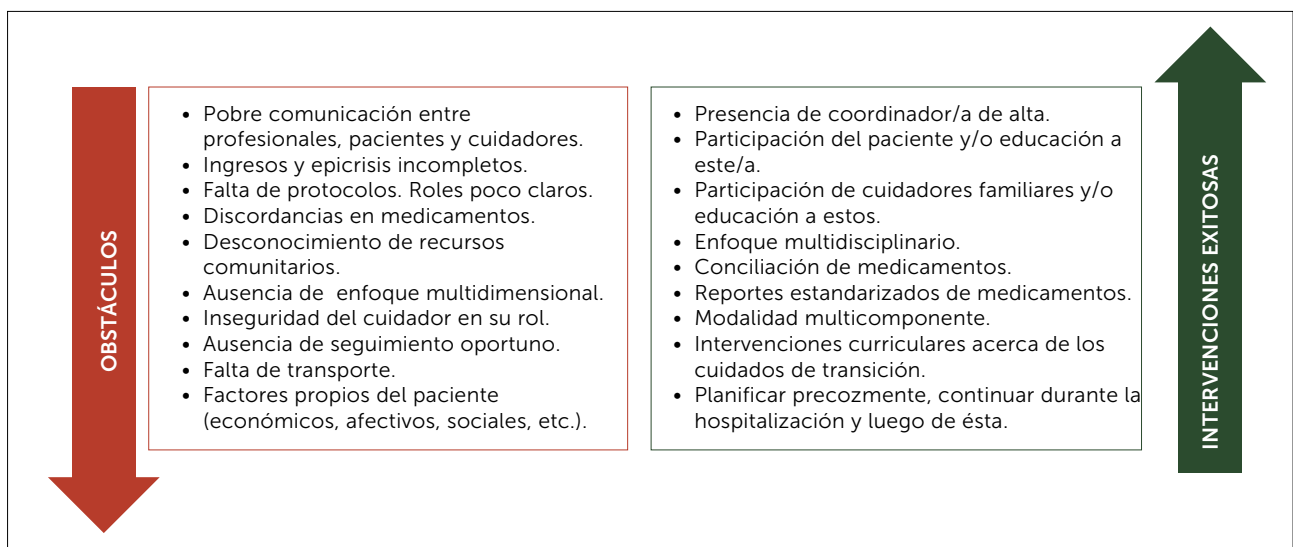 OBSTÁCULOS
• Pobre comunicación entre
profesionales, pacientes y cuidadores.
• Ingresos y epicrisis incompletos.
• Falta de protocolos. Roles poco claros.
• Discordancias en medicamentos.
• Desconocimiento de recursos
comunitarios.
• Ausencia de enfoque multidimensional.
• Inseguridad del cuidador en su rol.
• Ausencia de seguimiento oportuno.
• Falta de transporte.
• Factores propios del paciente
(económicos, afectivos, sociales, etc.).
• Presencia de coordinador/a de alta.
• Participación del paciente y/o educación a
este/a.
• Participación de cuidadores familiares y/o
educación a estos.
• Enfoque multidisciplinario.
• Conciliación de medicamentos.
• Reportes estandarizados de medicamentos.
• Modalidad multicomponente.
• Intervenciones curriculares acerca de los
cuidados de transición.
• Planificar precozmente, continuar durante la
hospitalización y luego de ésta.
INTERVENCIONES EXITOSAS